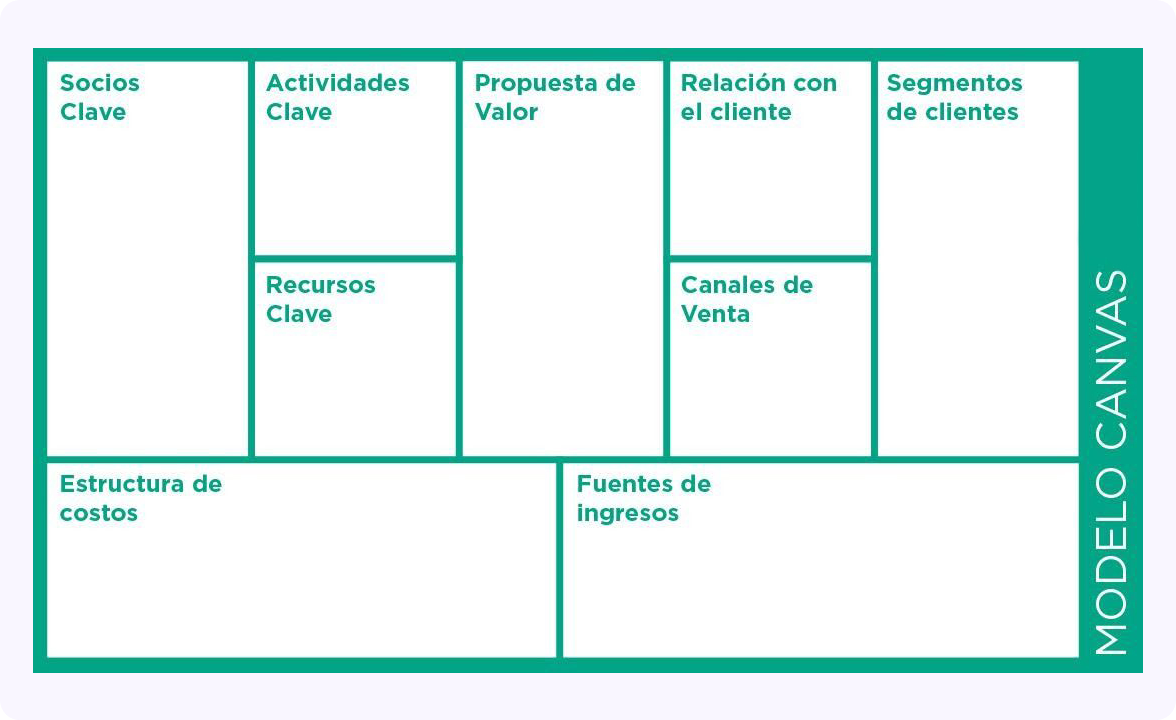 Socios
Clave
Actividades
Clave
Propuesta de
Valor
Relación con
el cliente
Segmentos
de clientes
Recursos
Clave
Canales de
Venta
Estructura de
costos
Fuentes de
ingresos
MODELO CANVAS